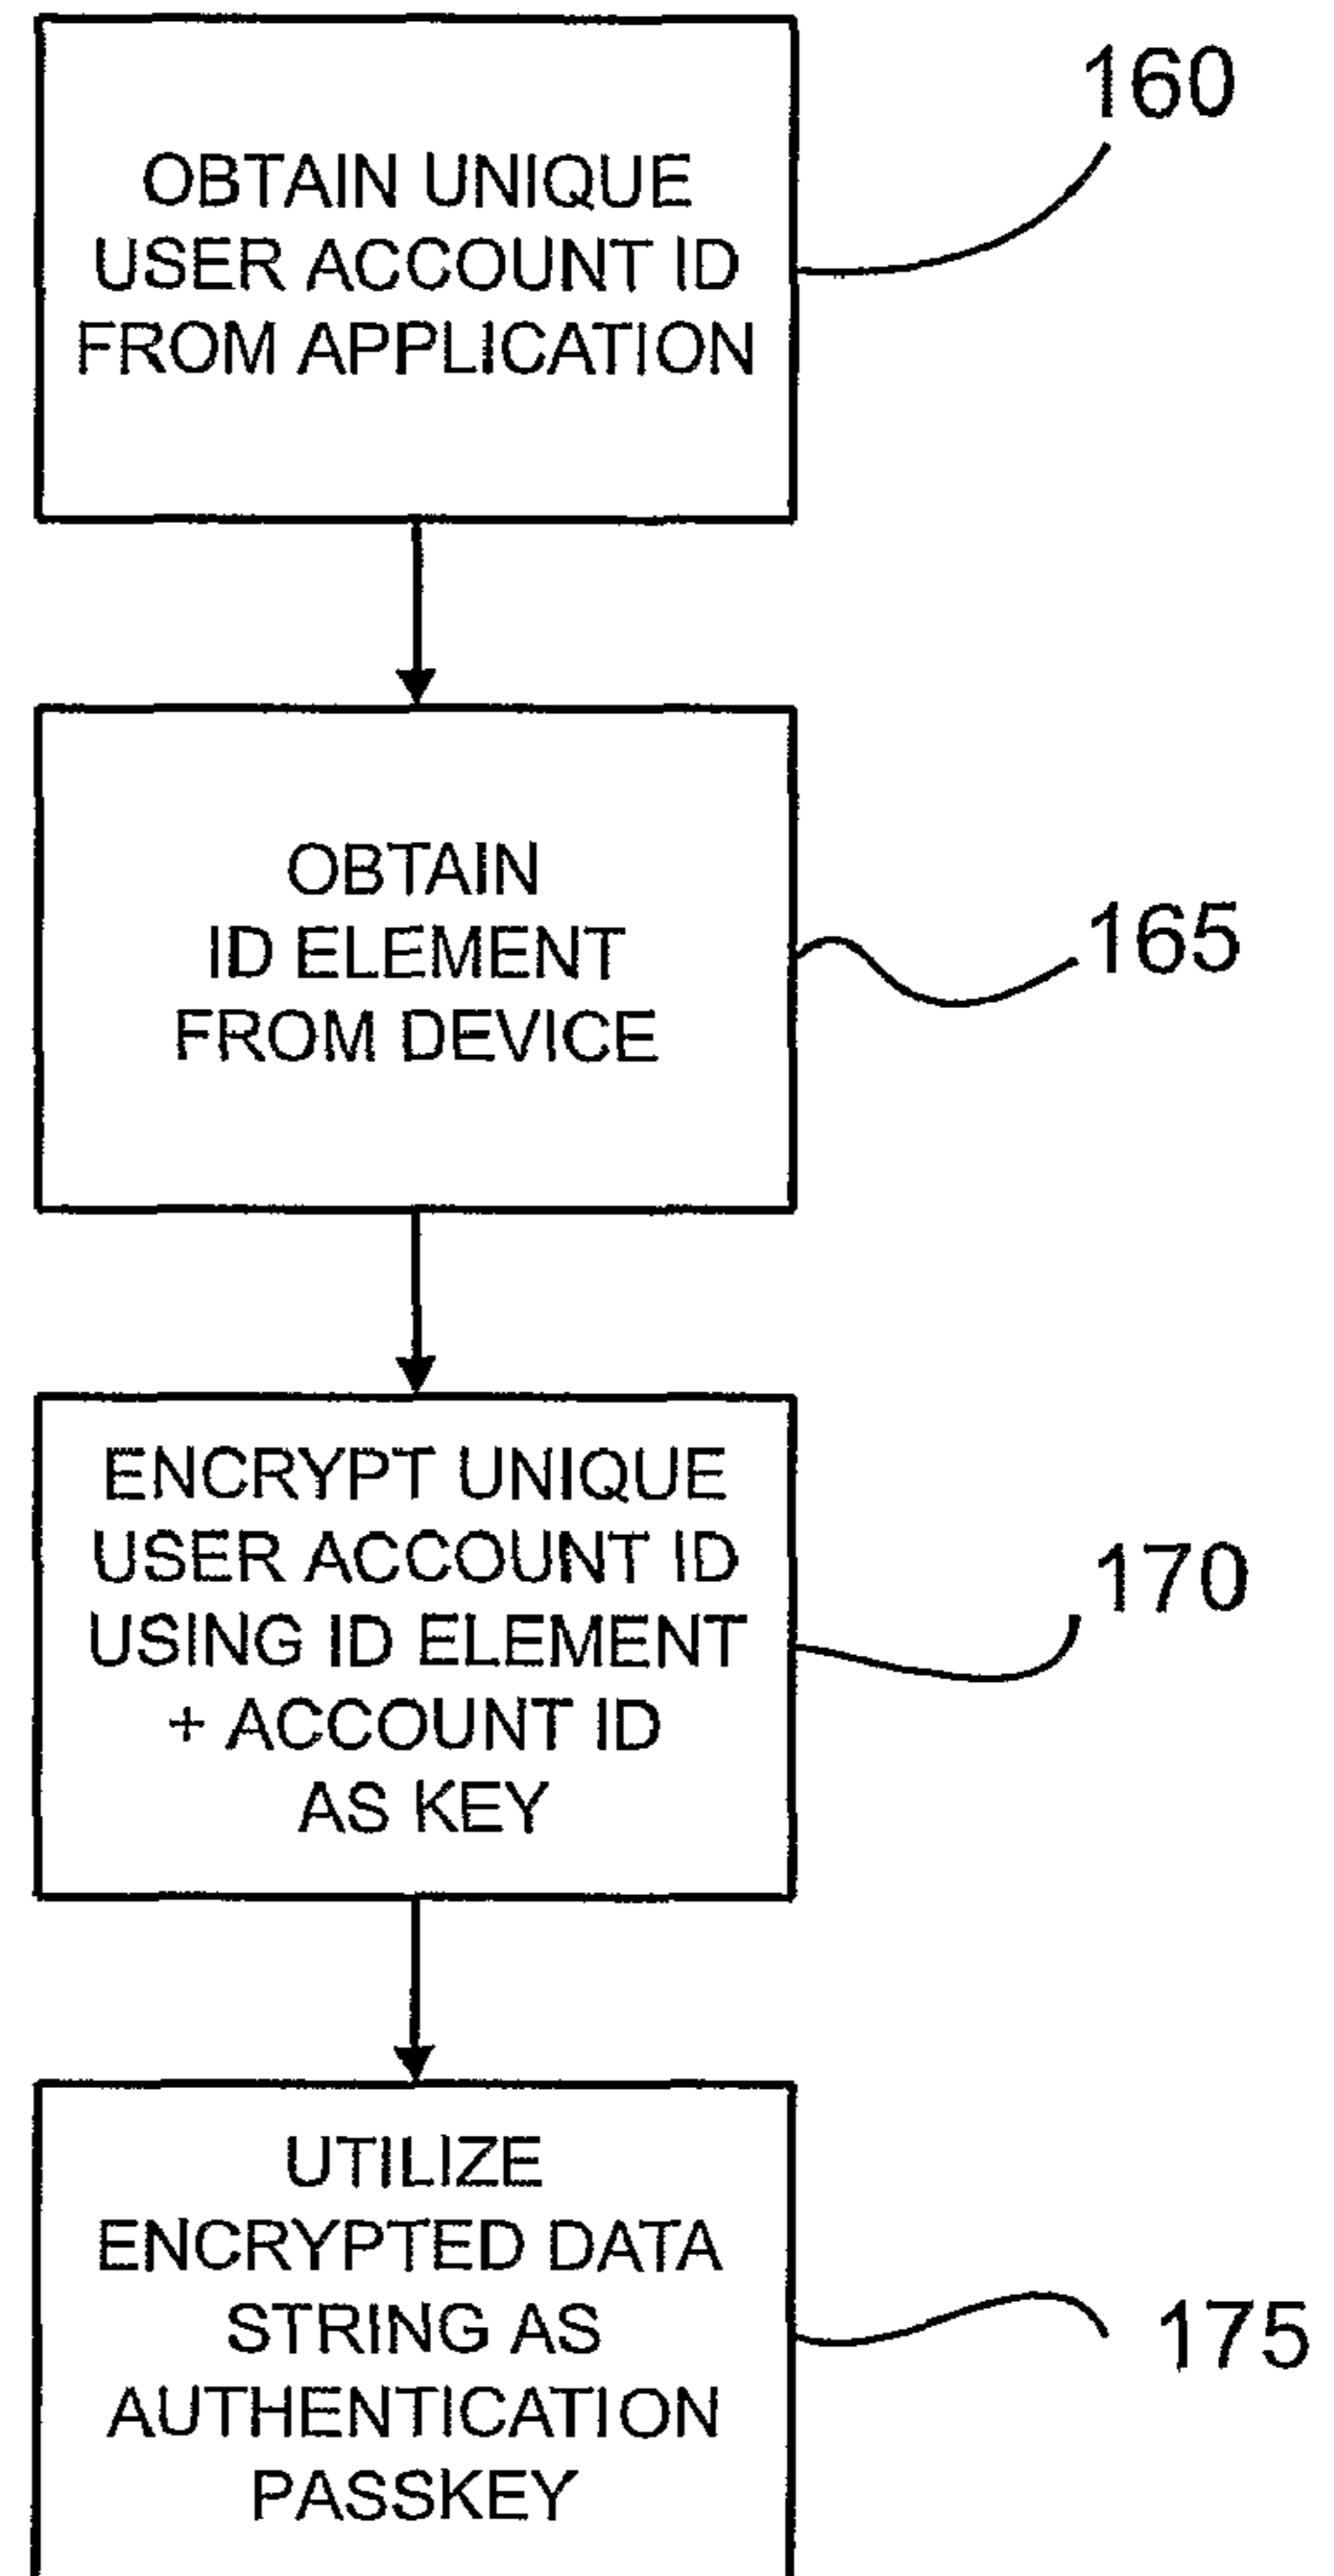 160
OBTAIN UNIQUE
USER ACCOUNT ID
FROM APPLICATION
OBTAIN
ID ELEMENT
FROM DEVICE
165
ENCRYPT UNIQUE
USER ACCOUNT ID
USING ID ELEMENT
+ ACCOUNT ID
AS KEY
170
UTILIZE
ENCRYPTED DATA
STRING AS
AUTHENTICATION
PASSKEY
175